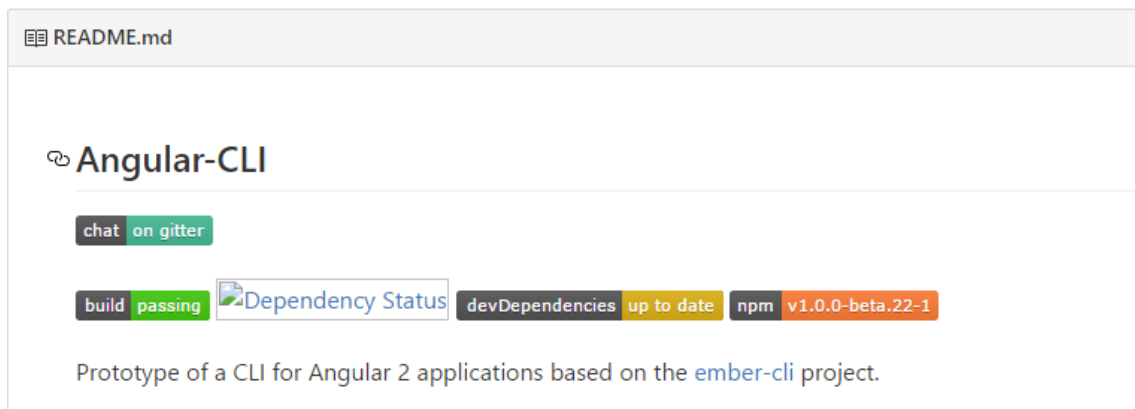 README.md
Angular-CLI
chat on gitter
build passing Dependency Status devDependencies up to date npm v1.0.0-beta.22-1
Prototype of a CLI for Angular 2 applications based on the ember-cli project.